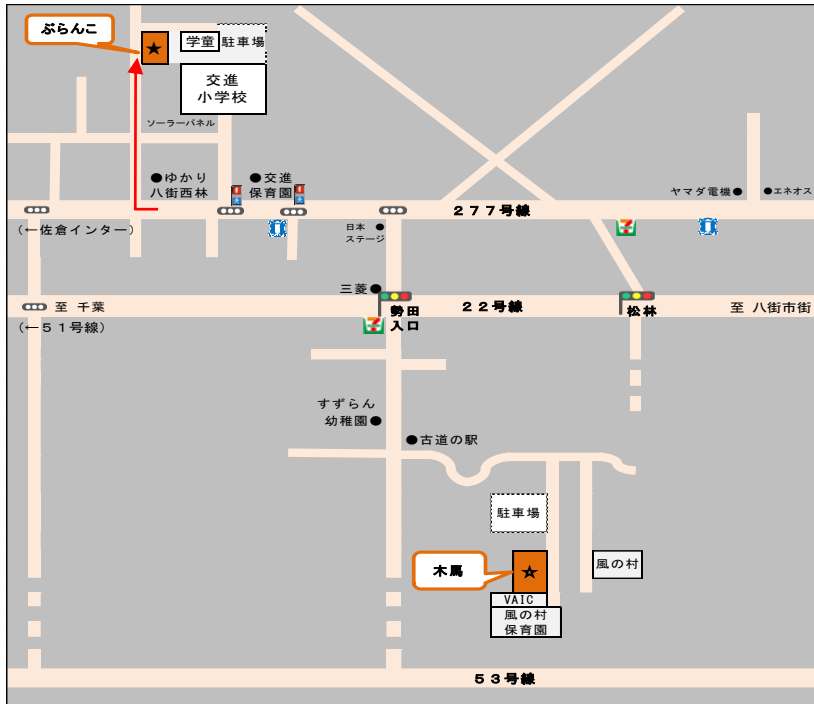 ぶらんこ
学童
駐車場
交進
小学校
ソーラーパネル
●ゆかり
八街西林
●交進
保育園
ヤマダ電機●
●エネオス
277号線
(←佐倉インター)
日本 ●
ステージ
7
三菱●
至 千葉
22号線
至 八街市街
(←51号線)
勢田
入口
松林
7
すずらん
幼稚園●
●古道の駅
駐車場
木馬
風の村
VAIC
風の村
保育園
53号線